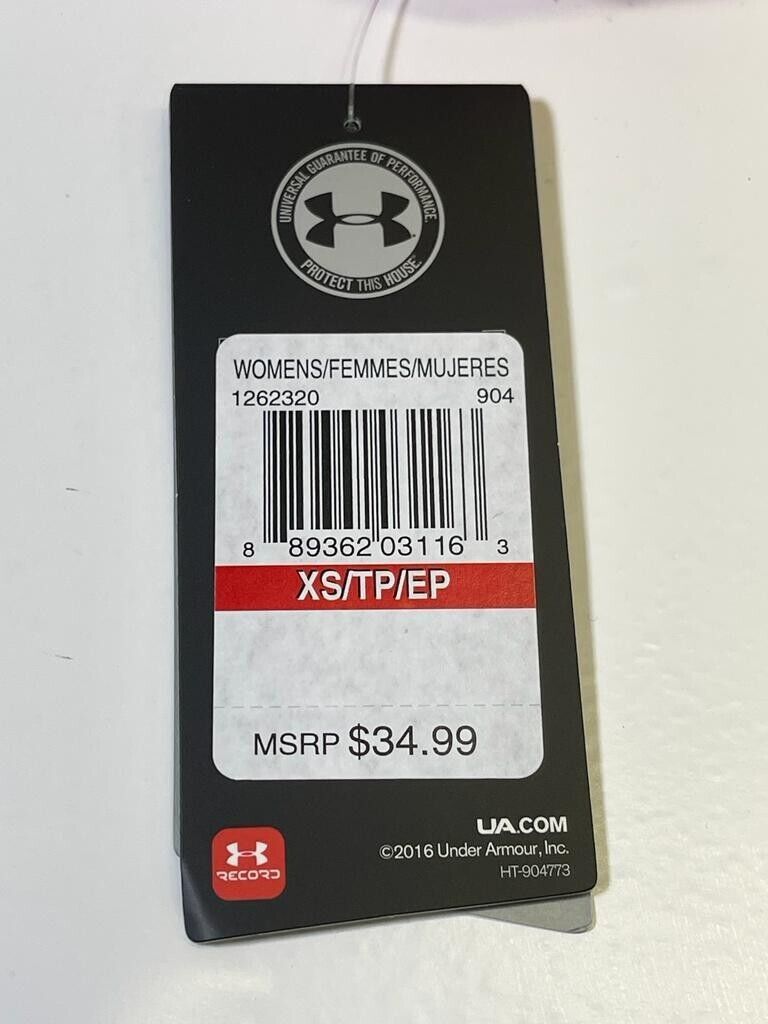 UNIVERSAL GUARANTEE OF PERFORMANCE.
PROTECT THIS HOUSE.
WOMENS/FEMMES/MUJERES
1262320 904
8 89362 03116 3
XS/TP/EP
MSRP $34.99
UA.COM
©2016 Under Armour, Inc.
HT-904773
RECORD